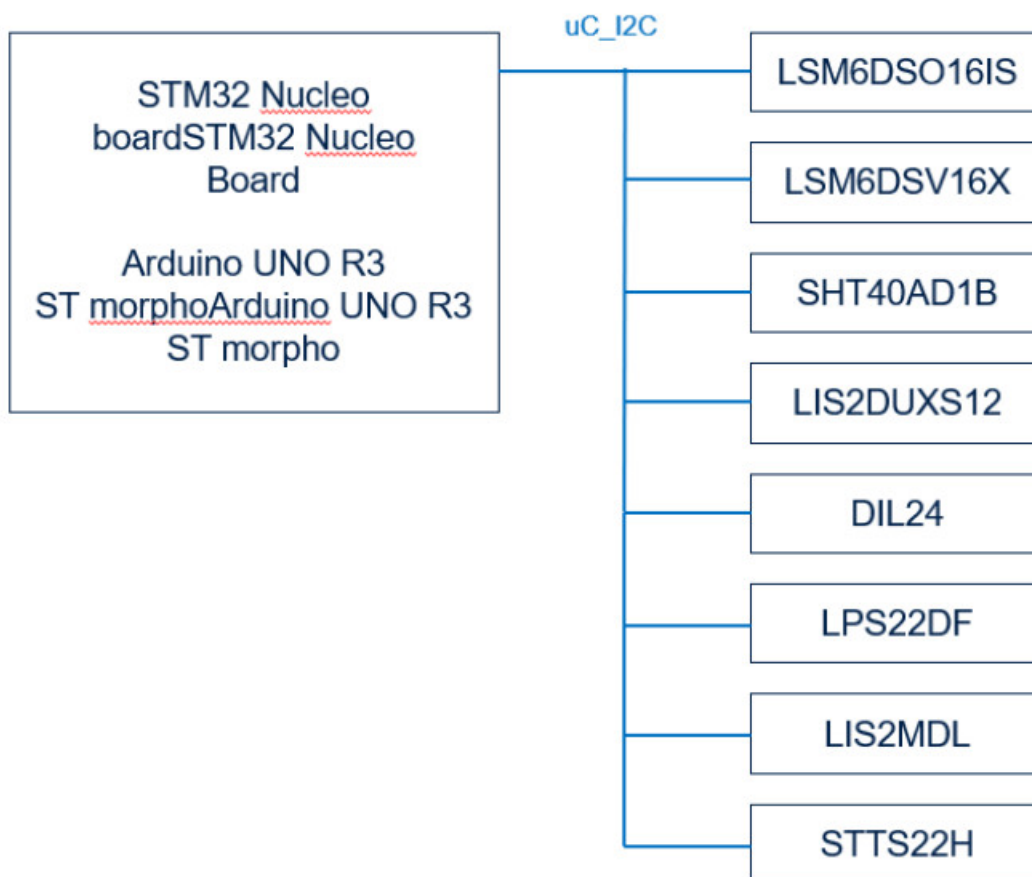 uC_I2C
STM32 Nucleo
boardSTM32 Nucleo
Board
Arduino UNO R3
ST morphoArduino UNO R3
ST morpho
LSM6DSO16IS
LSM6DSV16X
SHT40AD1B
LIS2DUXS12
DIL24
LPS22DF
LIS2MDL
STTS22H